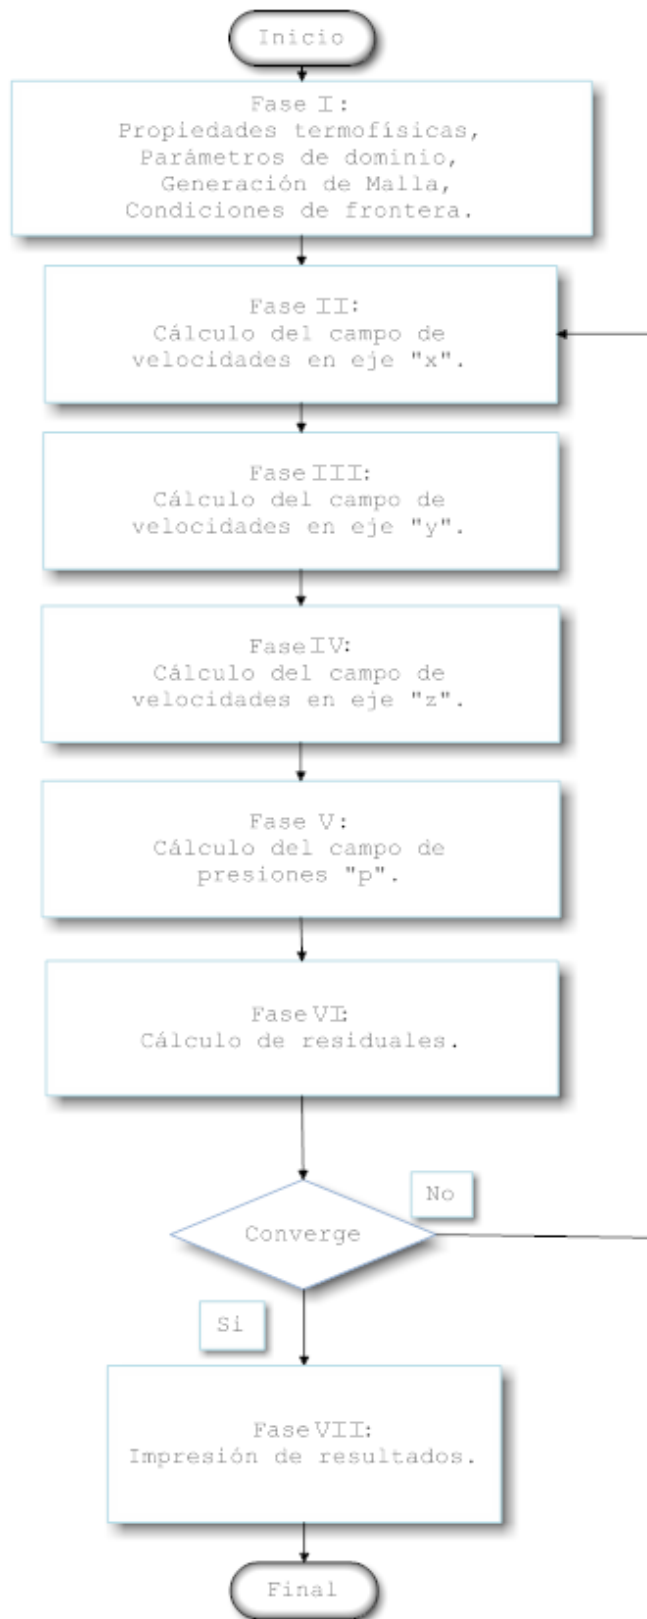 Inicio
Fase I:
Propiedades termofísicas,
Parámetros de dominio,
Generación de Malla,
Condiciones de frontera.
Fase II:
Cálculo del campo de
velocidades en eje "x".
Fase III:
Cálculo del campo de
velocidades en eje "y".
Fase IV:
Cálculo del campo de
velocidades en eje "z".
Fase V:
Cálculo del campo de
presiones "p".
Fase VI:
Cálculo de residuales.
No
Converge
Si
Fase VII:
Impresión de resultados.
Final